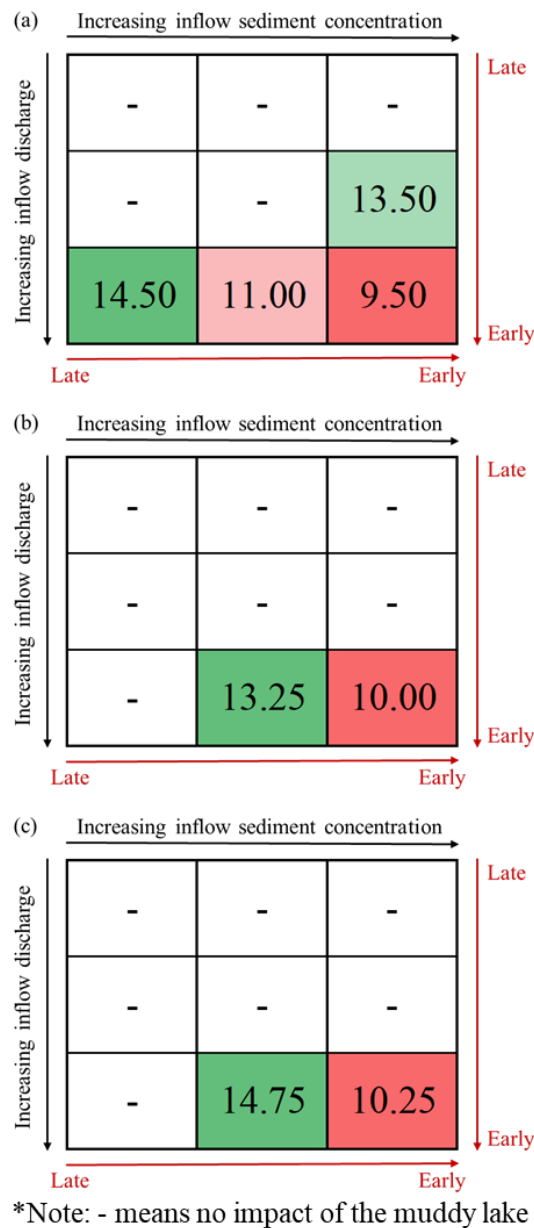 (a) Increasing inflow sediment concentration
Increasing inflow discharge
Late
- - -
- - 13.50
14.50 11.00 9.50
Early
Late Early
(b) Increasing inflow sediment concentration
Increasing inflow discharge
Late
- - -
- - -
- 13.25 10.00
Early
Late Early
(c) Increasing inflow sediment concentration
Increasing inflow discharge
Late
- - -
- - -
- 14.75 10.25
Early
Late Early
*Note: - means no impact of the muddy lake